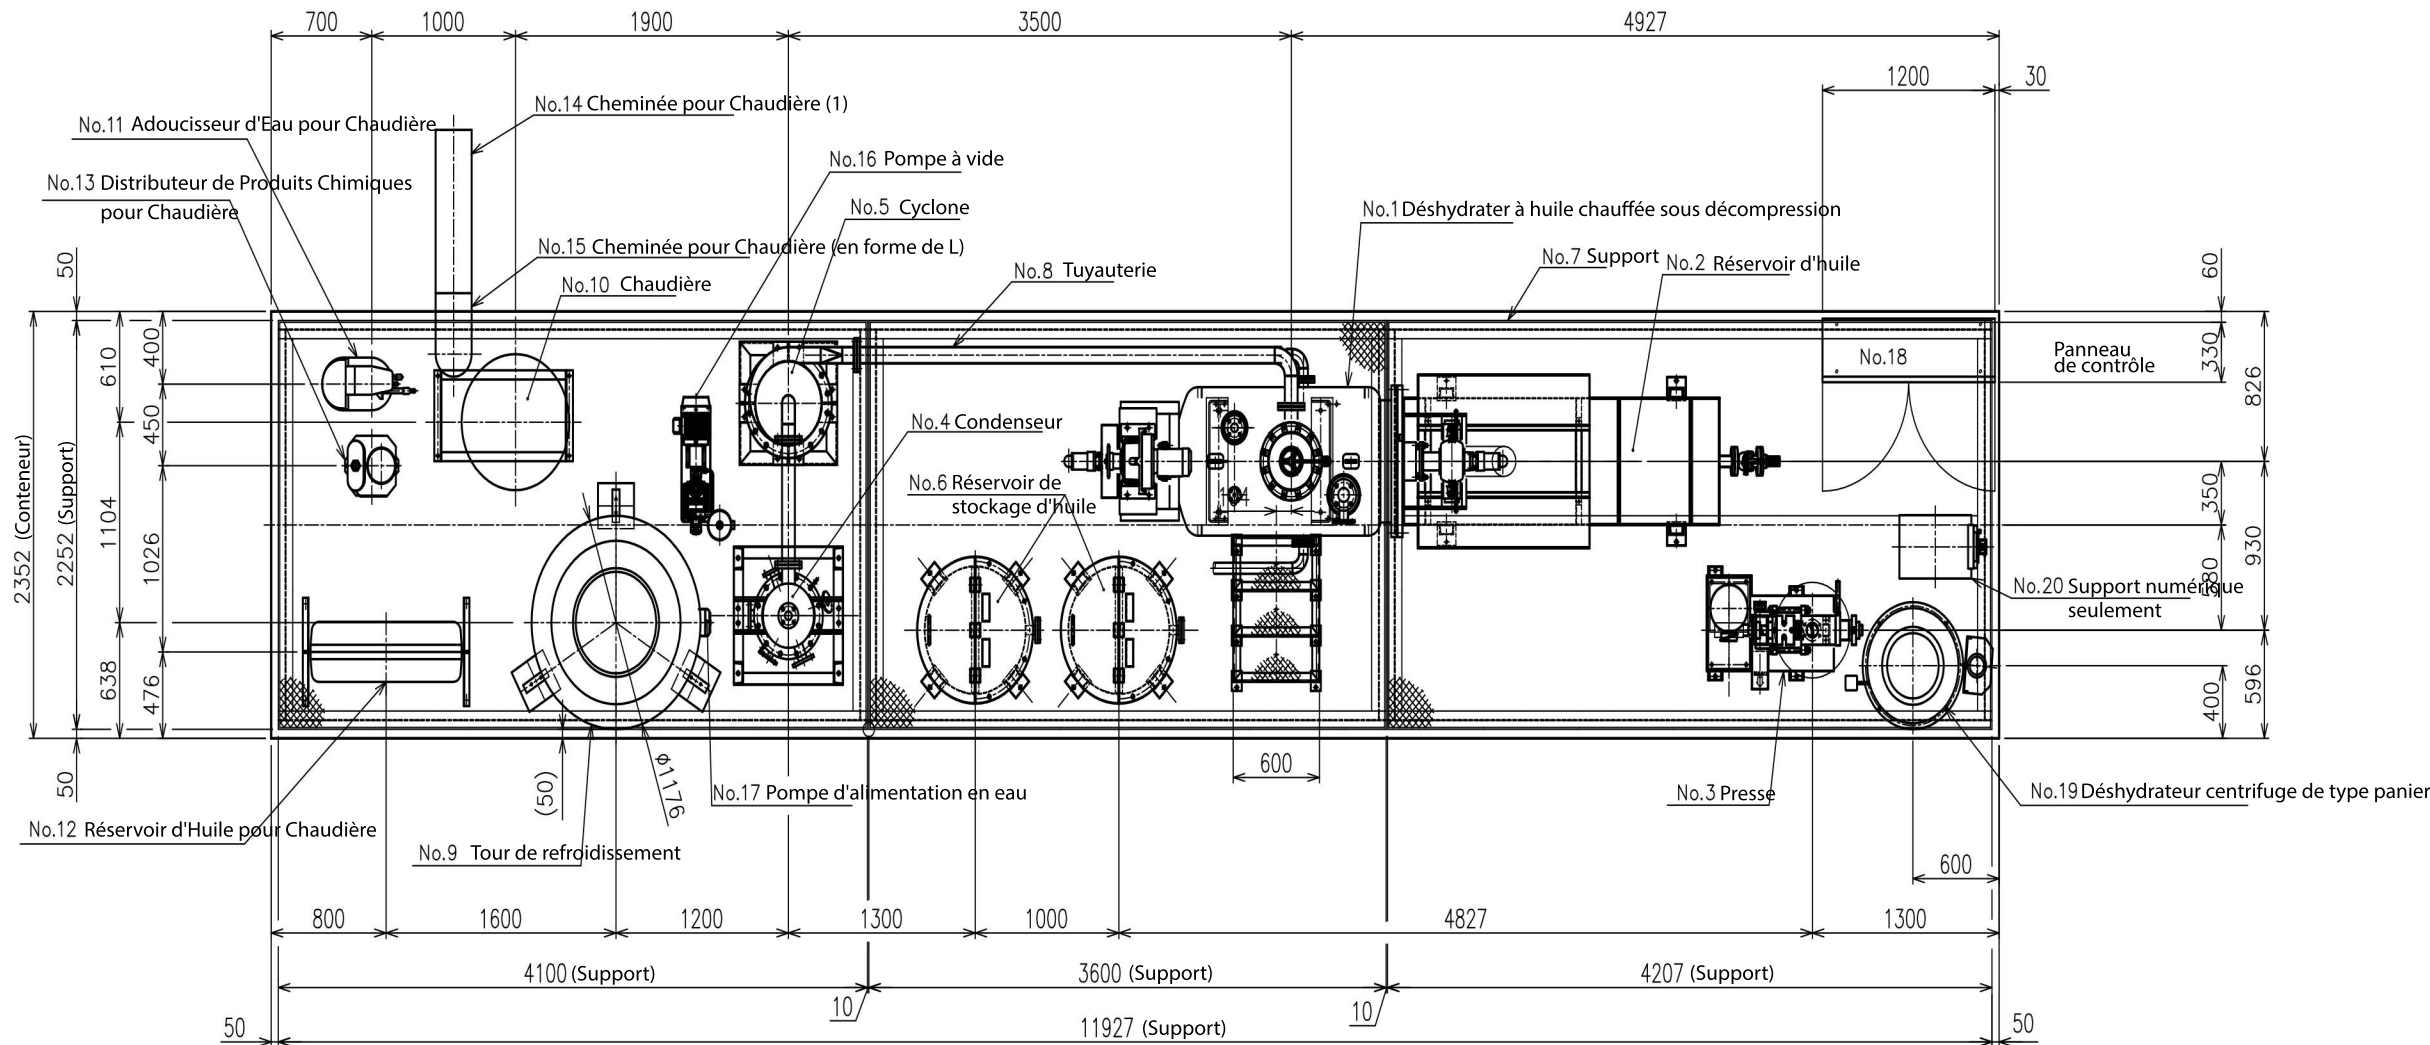 700
1000
1900
3500
4927
1200
30
No.14 Cheminée pour Chaudière (1)
No.11 Adoucisseur d'Eau pour Chaudière
No.16 Pompe à vide
No.13 Distributeur de Produits Chimiques
pour Chaudière
No.5 Cyclone
No.1 Déshydrater à huile chauffée sous décompression
No.15 Cheminée pour Chaudière (en forme de L)
No.7 Support
No.2 Réservoir d'huile
No.8 Tuyauterie
No.10 Chaudière
50
60
400
610
No.18
Panneau
de contrôle
330
826
450
No.4 Condenseur
2352 (Conteneur)
2252 (Support)
No.6 Réservoir de
stockage d'huile
350
1104
1026
930
580
No.20 Support numérique
seulement
638
476
400
596
50
(50)
φ1176
600
No.17 Pompe d'alimentation en eau
No.3 Presse
No.19 Déshydrateur centrifuge de type panier
No.12 Réservoir d'Huile pour Chaudière
No.9 Tour de refroidissement
600
800
1600
1200
1300
1000
4827
1300
4100 (Support)
3600 (Support)
4207 (Support)
10
10
50
11927 (Support)
50